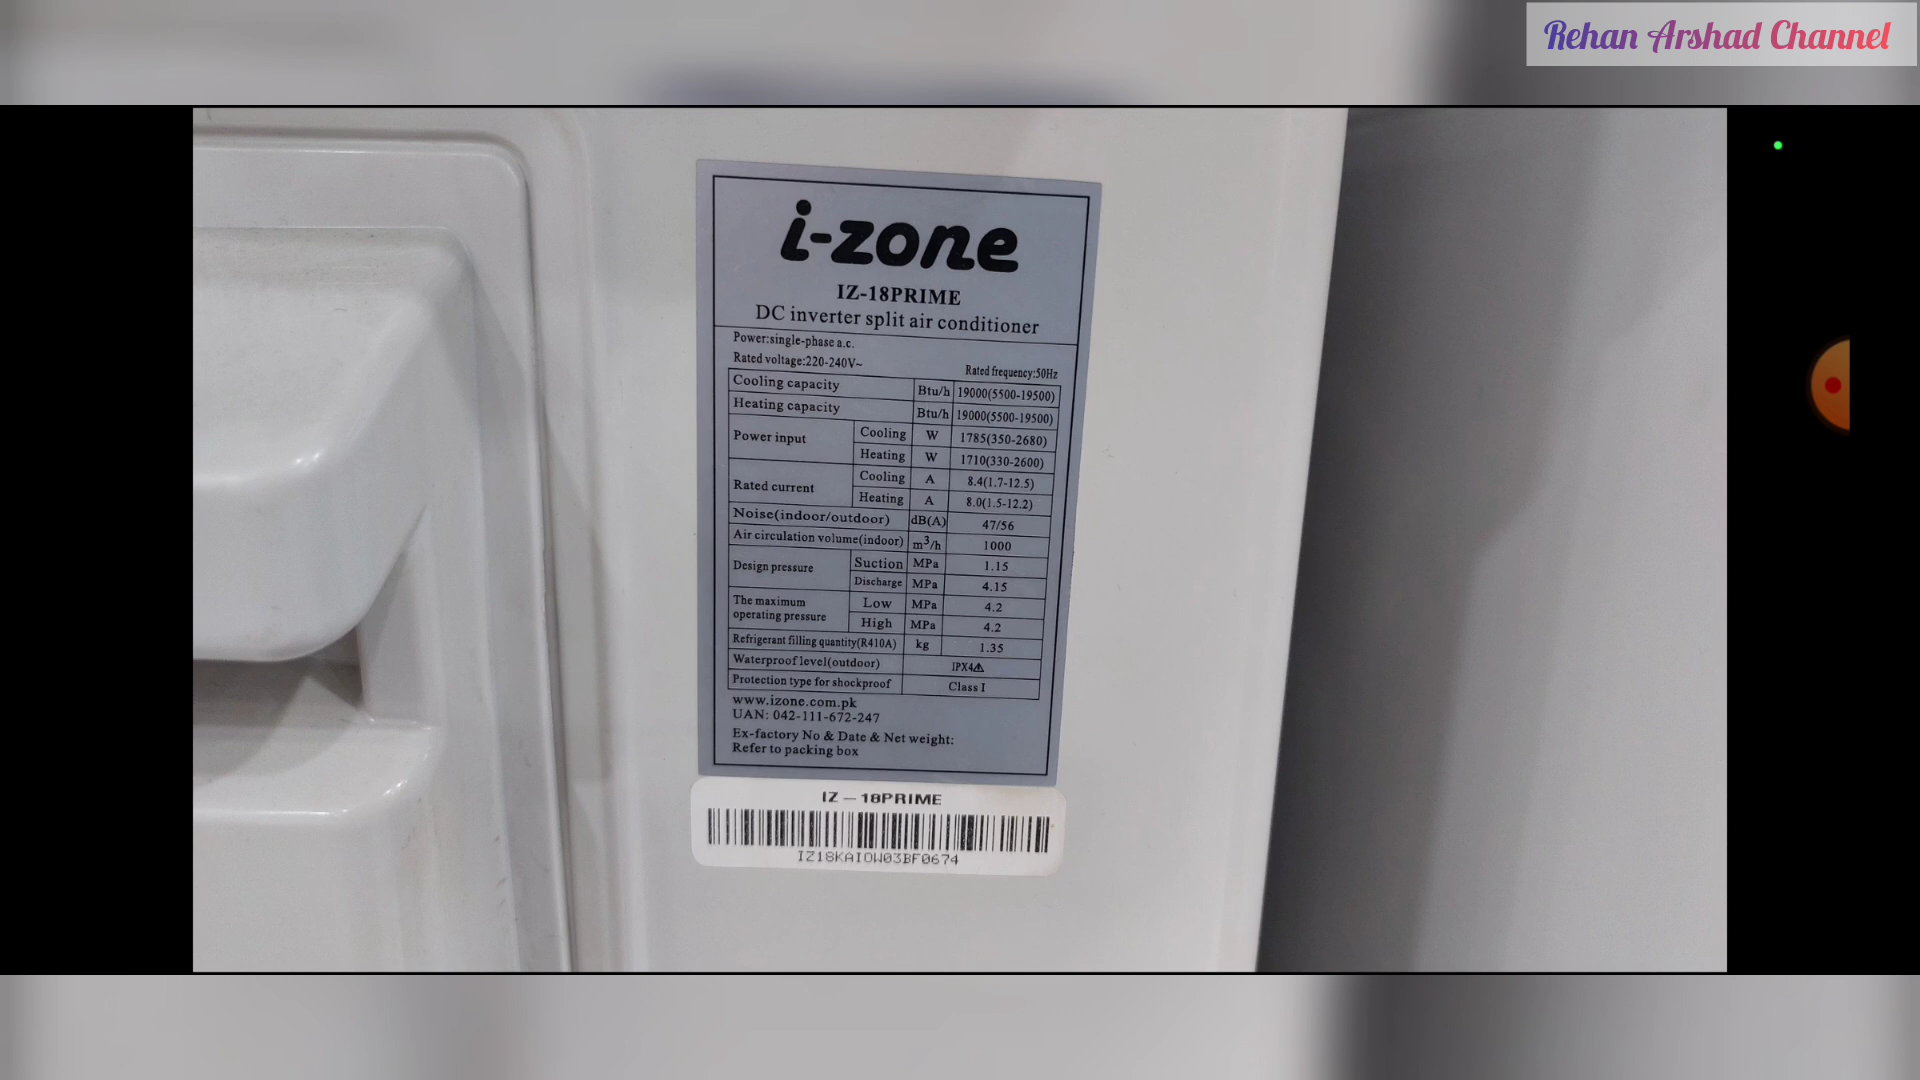 Rehan Arshad Channel
i-zone
IZ-18PRIME
DC inverter split air conditioner
Power:single-phase a.c.
Rated voltage:220-240V~ Rated frequency:50Hz
Cooling capacity Btu/h 19000(5500-19500)
Heating capacity Btu/h 19000(5500-19500)
Power input Cooling W 1785(350-2680)
Heating W 1710(330-2600)
Rated current Cooling A 8.4(1.7-12.5)
Heating A 8.0(1.5-12.2)
Noise(indoor/outdoor) dB(A) 47/56
Air circulation volume(indoor) m³/h 1000
Design pressure Suction MPa 1.15
Discharge MPa 4.15
The maximum operating pressure Low MPa 4.2
High MPa 4.2
Refrigerant filling quantity(R410A) kg 1.35
Waterproof level(outdoor) IPX4⚠
Protection type for shockproof Class I
www.izone.com.pk
UAN: 042-111-672-247
Ex-factory No & Date & Net weight:
Refer to packing box
IZ – 18PRIME
IZ18KAIOW03BF0674